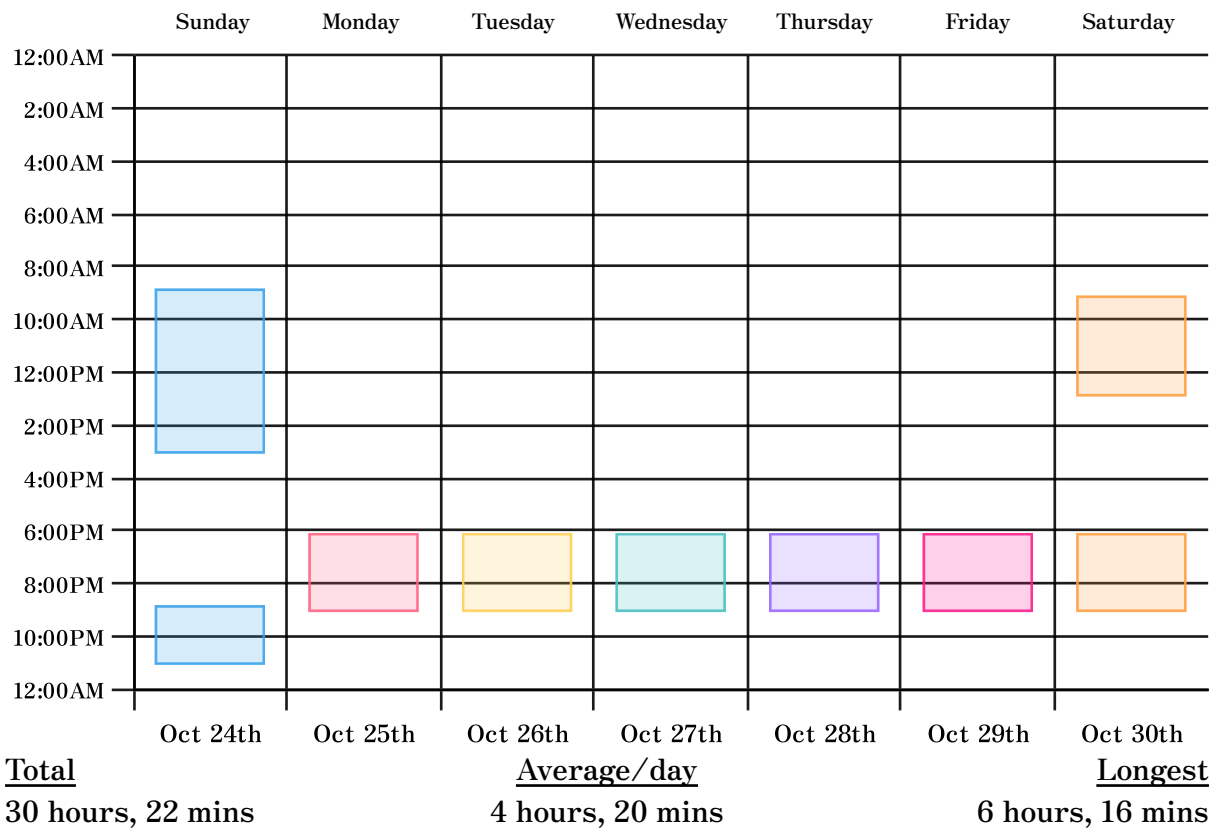 Sunday Monday Tuesday Wednesday Thursday Friday Saturday
12:00AM
2:00AM
4:00AM
6:00AM
8:00AM
10:00AM
12:00PM
2:00PM
4:00PM
6:00PM
8:00PM
10:00PM
12:00AM
Oct 24th Oct 25th Oct 26th Oct 27th Oct 28th Oct 29th Oct 30th
Total Average/day Longest
30 hours, 22 mins 4 hours, 20 mins 6 hours, 16 mins